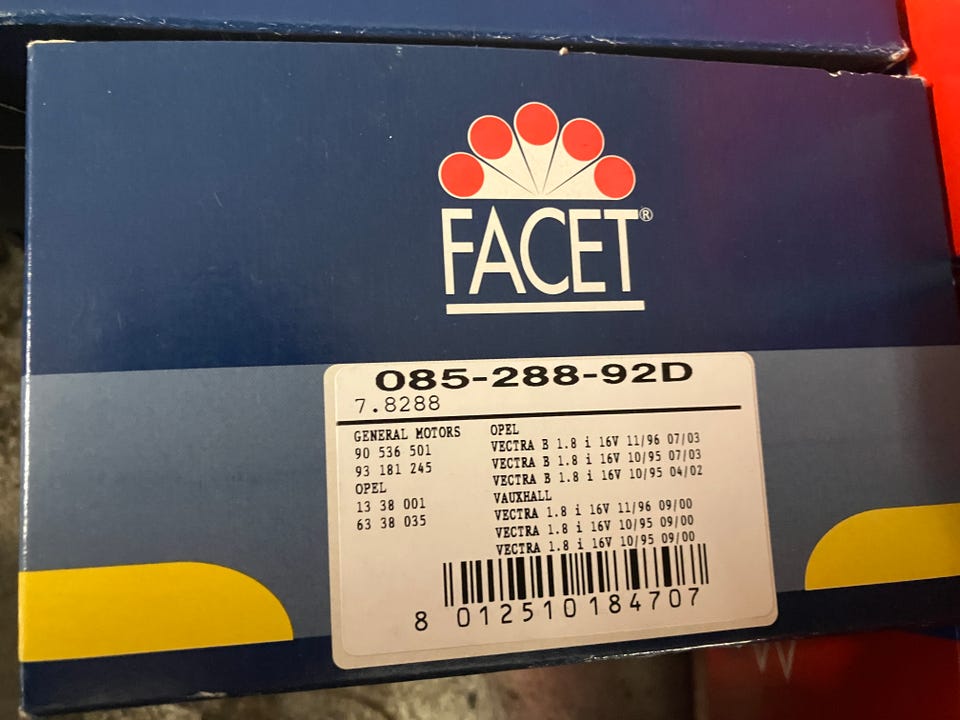 FACET®
085-288-92D
7.8288
GENERAL MOTORS
90 536 501
93 181 245
OPEL
13 38 001
63 38 035
OPEL
VECTRA B 1.8 i 16V 11/96 07/03
VECTRA B 1.8 i 16V 10/95 07/03
VECTRA B 1.8 i 16V 10/95 04/02
VAUXHALL
VECTRA 1.8 i 16V 11/96 09/00
VECTRA 1.8 i 16V 10/95 09/00
VECTRA 1.8 i 16V 10/95 09/00
8 012510 184707
W